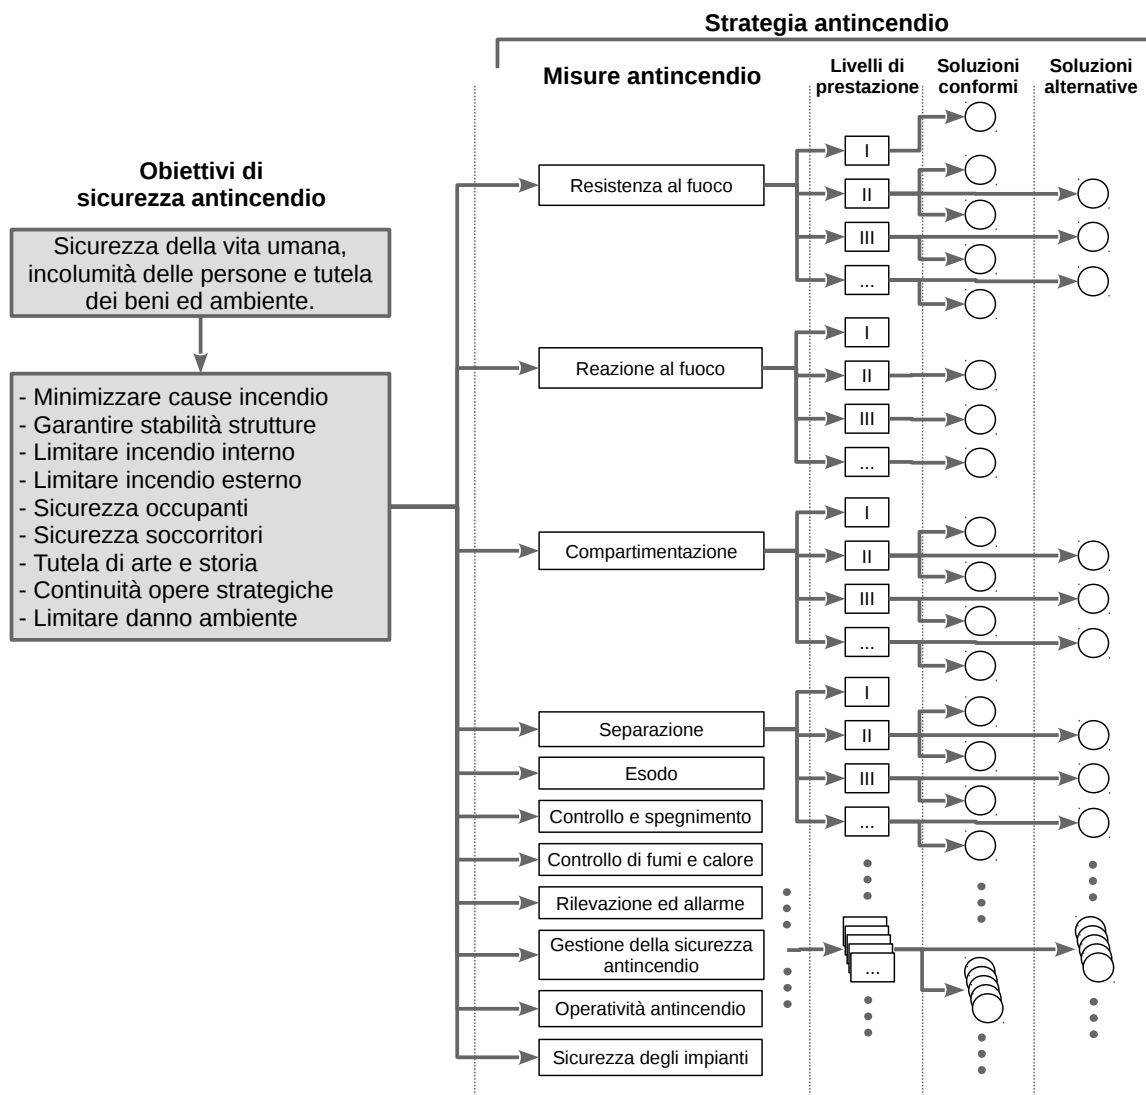 Strategia antincendio
Misure antincendio
Livelli di
prestazione
Soluzioni
conformi
Soluzioni
alternative
Obiettivi di
sicurezza antincendio
Sicurezza della vita umana,
incolumità delle persone e tutela
dei beni ed ambiente.
- Minimizzare cause incendio
- Garantire stabilità strutture
- Limitare incendio interno
- Limitare incendio esterno
- Sicurezza occupanti
- Sicurezza soccorritori
- Tutela di arte e storia
- Continuità opere strategiche
- Limitare danno ambiente
Resistenza al fuoco
I
II
III
...
Reazione al fuoco
I
II
III
...
Compartimentazione
I
II
III
...
Separazione
I
II
III
...
Esodo
Controllo e spegnimento
Controllo di fumi e calore
Rilevazione ed allarme
Gestione della sicurezza
antincendio
...
Operatività antincendio
Sicurezza degli impianti